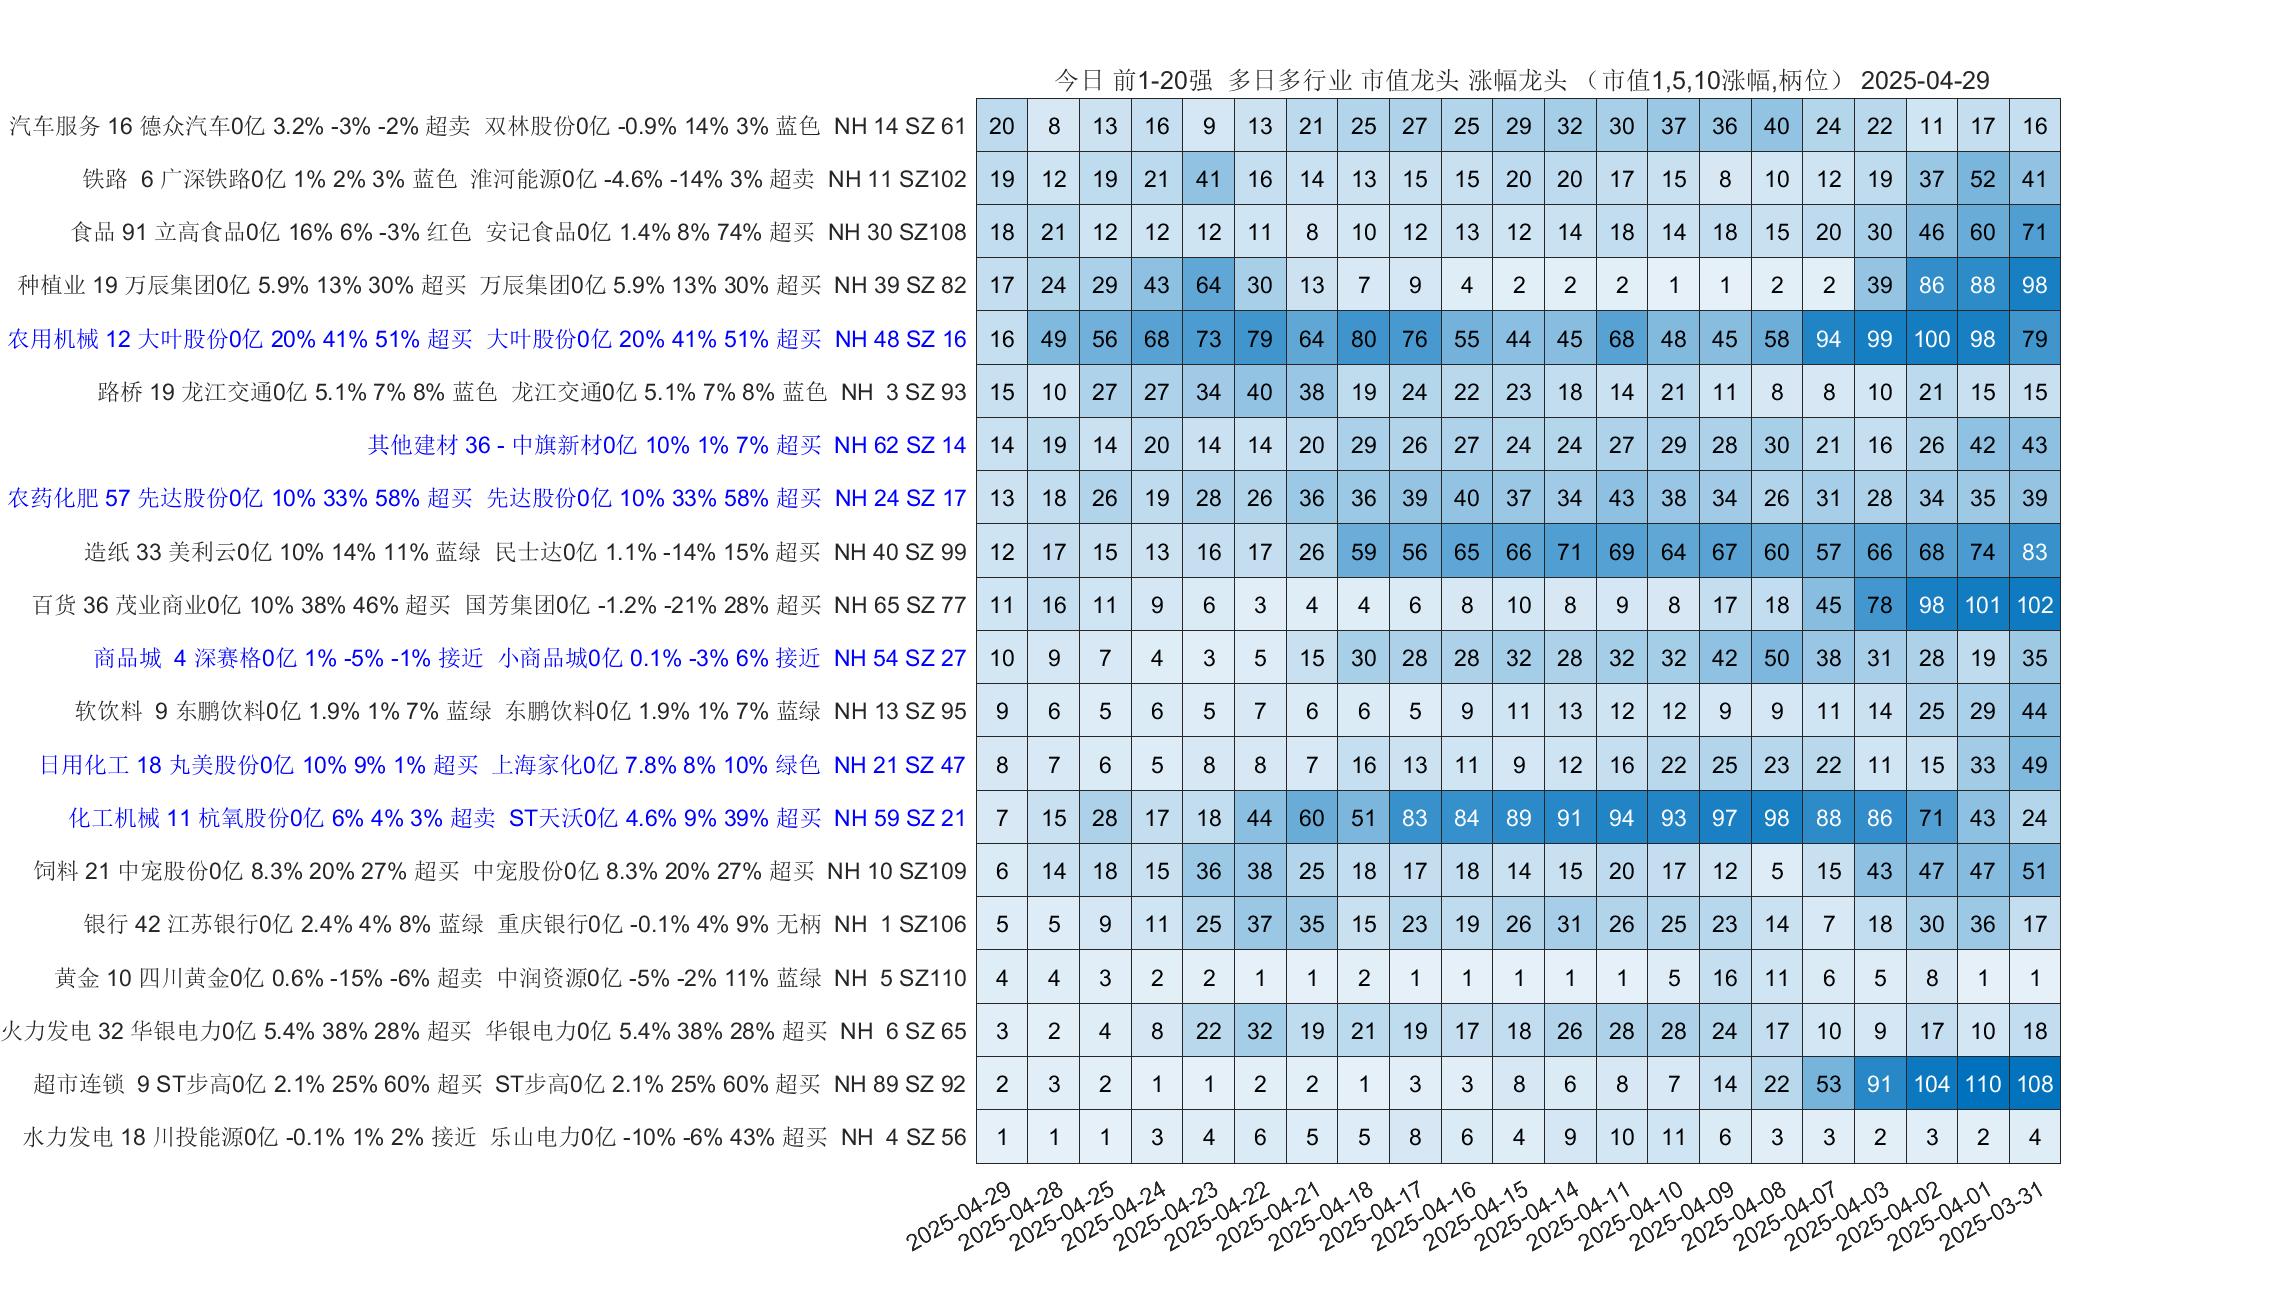 今日 前1-20强  多日多行业 市值龙头 涨幅龙头 （市值1,5,10涨幅,柄位） 2025-04-29
汽车服务 16 德众汽车0亿 3.2% -3% -2% 超卖  双林股份0亿 -0.9% 14% 3% 蓝色  NH 14 SZ 61 20 8 13 16 9 13 21 25 27 25 29 32 30 37 36 40 24 22 11 17 16
铁路  6 广深铁路0亿 1% 2% 3% 蓝色  淮河能源0亿 -4.6% -14% 3% 超卖  NH 11 SZ102 19 12 19 21 41 16 14 13 15 15 20 20 17 15 8 10 12 19 37 52 41
食品 91 立高食品0亿 16% 6% -3% 红色  安记食品0亿 1.4% 8% 74% 超买  NH 30 SZ108 18 21 12 12 12 11 8 10 12 13 12 14 18 14 18 15 20 30 46 60 71
种植业 19 万辰集团0亿 5.9% 13% 30% 超买  万辰集团0亿 5.9% 13% 30% 超买  NH 39 SZ 82 17 24 29 43 64 30 13 7 9 4 2 2 2 1 1 2 2 39 86 88 98
农用机械 12 大叶股份0亿 20% 41% 51% 超买  大叶股份0亿 20% 41% 51% 超买  NH 48 SZ 16 16 49 56 68 73 79 64 80 76 55 44 45 68 48 45 58 94 99 100 98 79
路桥 19 龙江交通0亿 5.1% 7% 8% 蓝色  龙江交通0亿 5.1% 7% 8% 蓝色  NH  3 SZ 93 15 10 27 27 34 40 38 19 24 22 23 18 14 21 11 8 8 10 21 15 15
其他建材 36 - 中旗新材0亿 10% 1% 7% 超买  NH 62 SZ 14 14 19 14 20 14 14 20 29 26 27 24 24 27 29 28 30 21 16 26 42 43
农药化肥 57 先达股份0亿 10% 33% 58% 超买  先达股份0亿 10% 33% 58% 超买  NH 24 SZ 17 13 18 26 19 28 26 36 36 39 40 37 34 43 38 34 26 31 28 34 35 39
造纸 33 美利云0亿 10% 14% 11% 蓝绿  民士达0亿 1.1% -14% 15% 超买  NH 40 SZ 99 12 17 15 13 16 17 26 59 56 65 66 71 69 64 67 60 57 66 68 74 83
百货 36 茂业商业0亿 10% 38% 46% 超买  国芳集团0亿 -1.2% -21% 28% 超买  NH 65 SZ 77 11 16 11 9 6 3 4 4 6 8 10 8 9 8 17 18 45 78 98 101 102
商品城  4 深赛格0亿 1% -5% -1% 接近  小商品城0亿 0.1% -3% 6% 接近  NH 54 SZ 27 10 9 7 4 3 5 15 30 28 28 32 28 32 32 42 50 38 31 28 19 35
软饮料  9 东鹏饮料0亿 1.9% 1% 7% 蓝绿  东鹏饮料0亿 1.9% 1% 7% 蓝绿  NH 13 SZ 95 9 6 5 6 5 7 6 6 5 9 11 13 12 12 9 9 11 14 25 29 44
日用化工 18 丸美股份0亿 10% 9% 1% 超买  上海家化0亿 7.8% 8% 10% 绿色  NH 21 SZ 47 8 7 6 5 8 8 7 16 13 11 9 12 16 22 25 23 22 11 15 33 49
化工机械 11 杭氧股份0亿 6% 4% 3% 超卖  ST天沃0亿 4.6% 9% 39% 超买  NH 59 SZ 21 7 15 28 17 18 44 60 51 83 84 89 91 94 93 97 98 88 86 71 43 24
饲料 21 中宠股份0亿 8.3% 20% 27% 超买  中宠股份0亿 8.3% 20% 27% 超买  NH 10 SZ109 6 14 18 15 36 38 25 18 17 18 14 15 20 17 12 5 15 43 47 47 51
银行 42 江苏银行0亿 2.4% 4% 8% 蓝绿  重庆银行0亿 -0.1% 4% 9% 无柄  NH  1 SZ106 5 5 9 11 25 37 35 15 23 19 26 31 26 25 23 14 7 18 30 36 17
黄金 10 四川黄金0亿 0.6% -15% -6% 超卖  中润资源0亿 -5% -2% 11% 蓝绿  NH  5 SZ110 4 4 3 2 2 1 1 2 1 1 1 1 1 5 16 11 6 5 8 1 1
火力发电 32 华银电力0亿 5.4% 38% 28% 超买  华银电力0亿 5.4% 38% 28% 超买  NH  6 SZ 65 3 2 4 8 22 32 19 21 19 17 18 26 28 28 24 17 10 9 17 10 18
超市连锁  9 ST步高0亿 2.1% 25% 60% 超买  ST步高0亿 2.1% 25% 60% 超买  NH 89 SZ 92 2 3 2 1 1 2 2 1 3 3 8 6 8 7 14 22 53 91 104 110 108
水力发电 18 川投能源0亿 -0.1% 1% 2% 接近  乐山电力0亿 -10% -6% 43% 超买  NH  4 SZ 56 1 1 1 3 4 6 5 5 8 6 4 9 10 11 6 3 3 2 3 2 4
2025-04-29 2025-04-28 2025-04-25 2025-04-24 2025-04-23 2025-04-22 2025-04-21 2025-04-18 2025-04-17 2025-04-16 2025-04-15 2025-04-14 2025-04-11 2025-04-10 2025-04-09 2025-04-08 2025-04-07 2025-04-03 2025-04-02 2025-04-01 2025-03-31